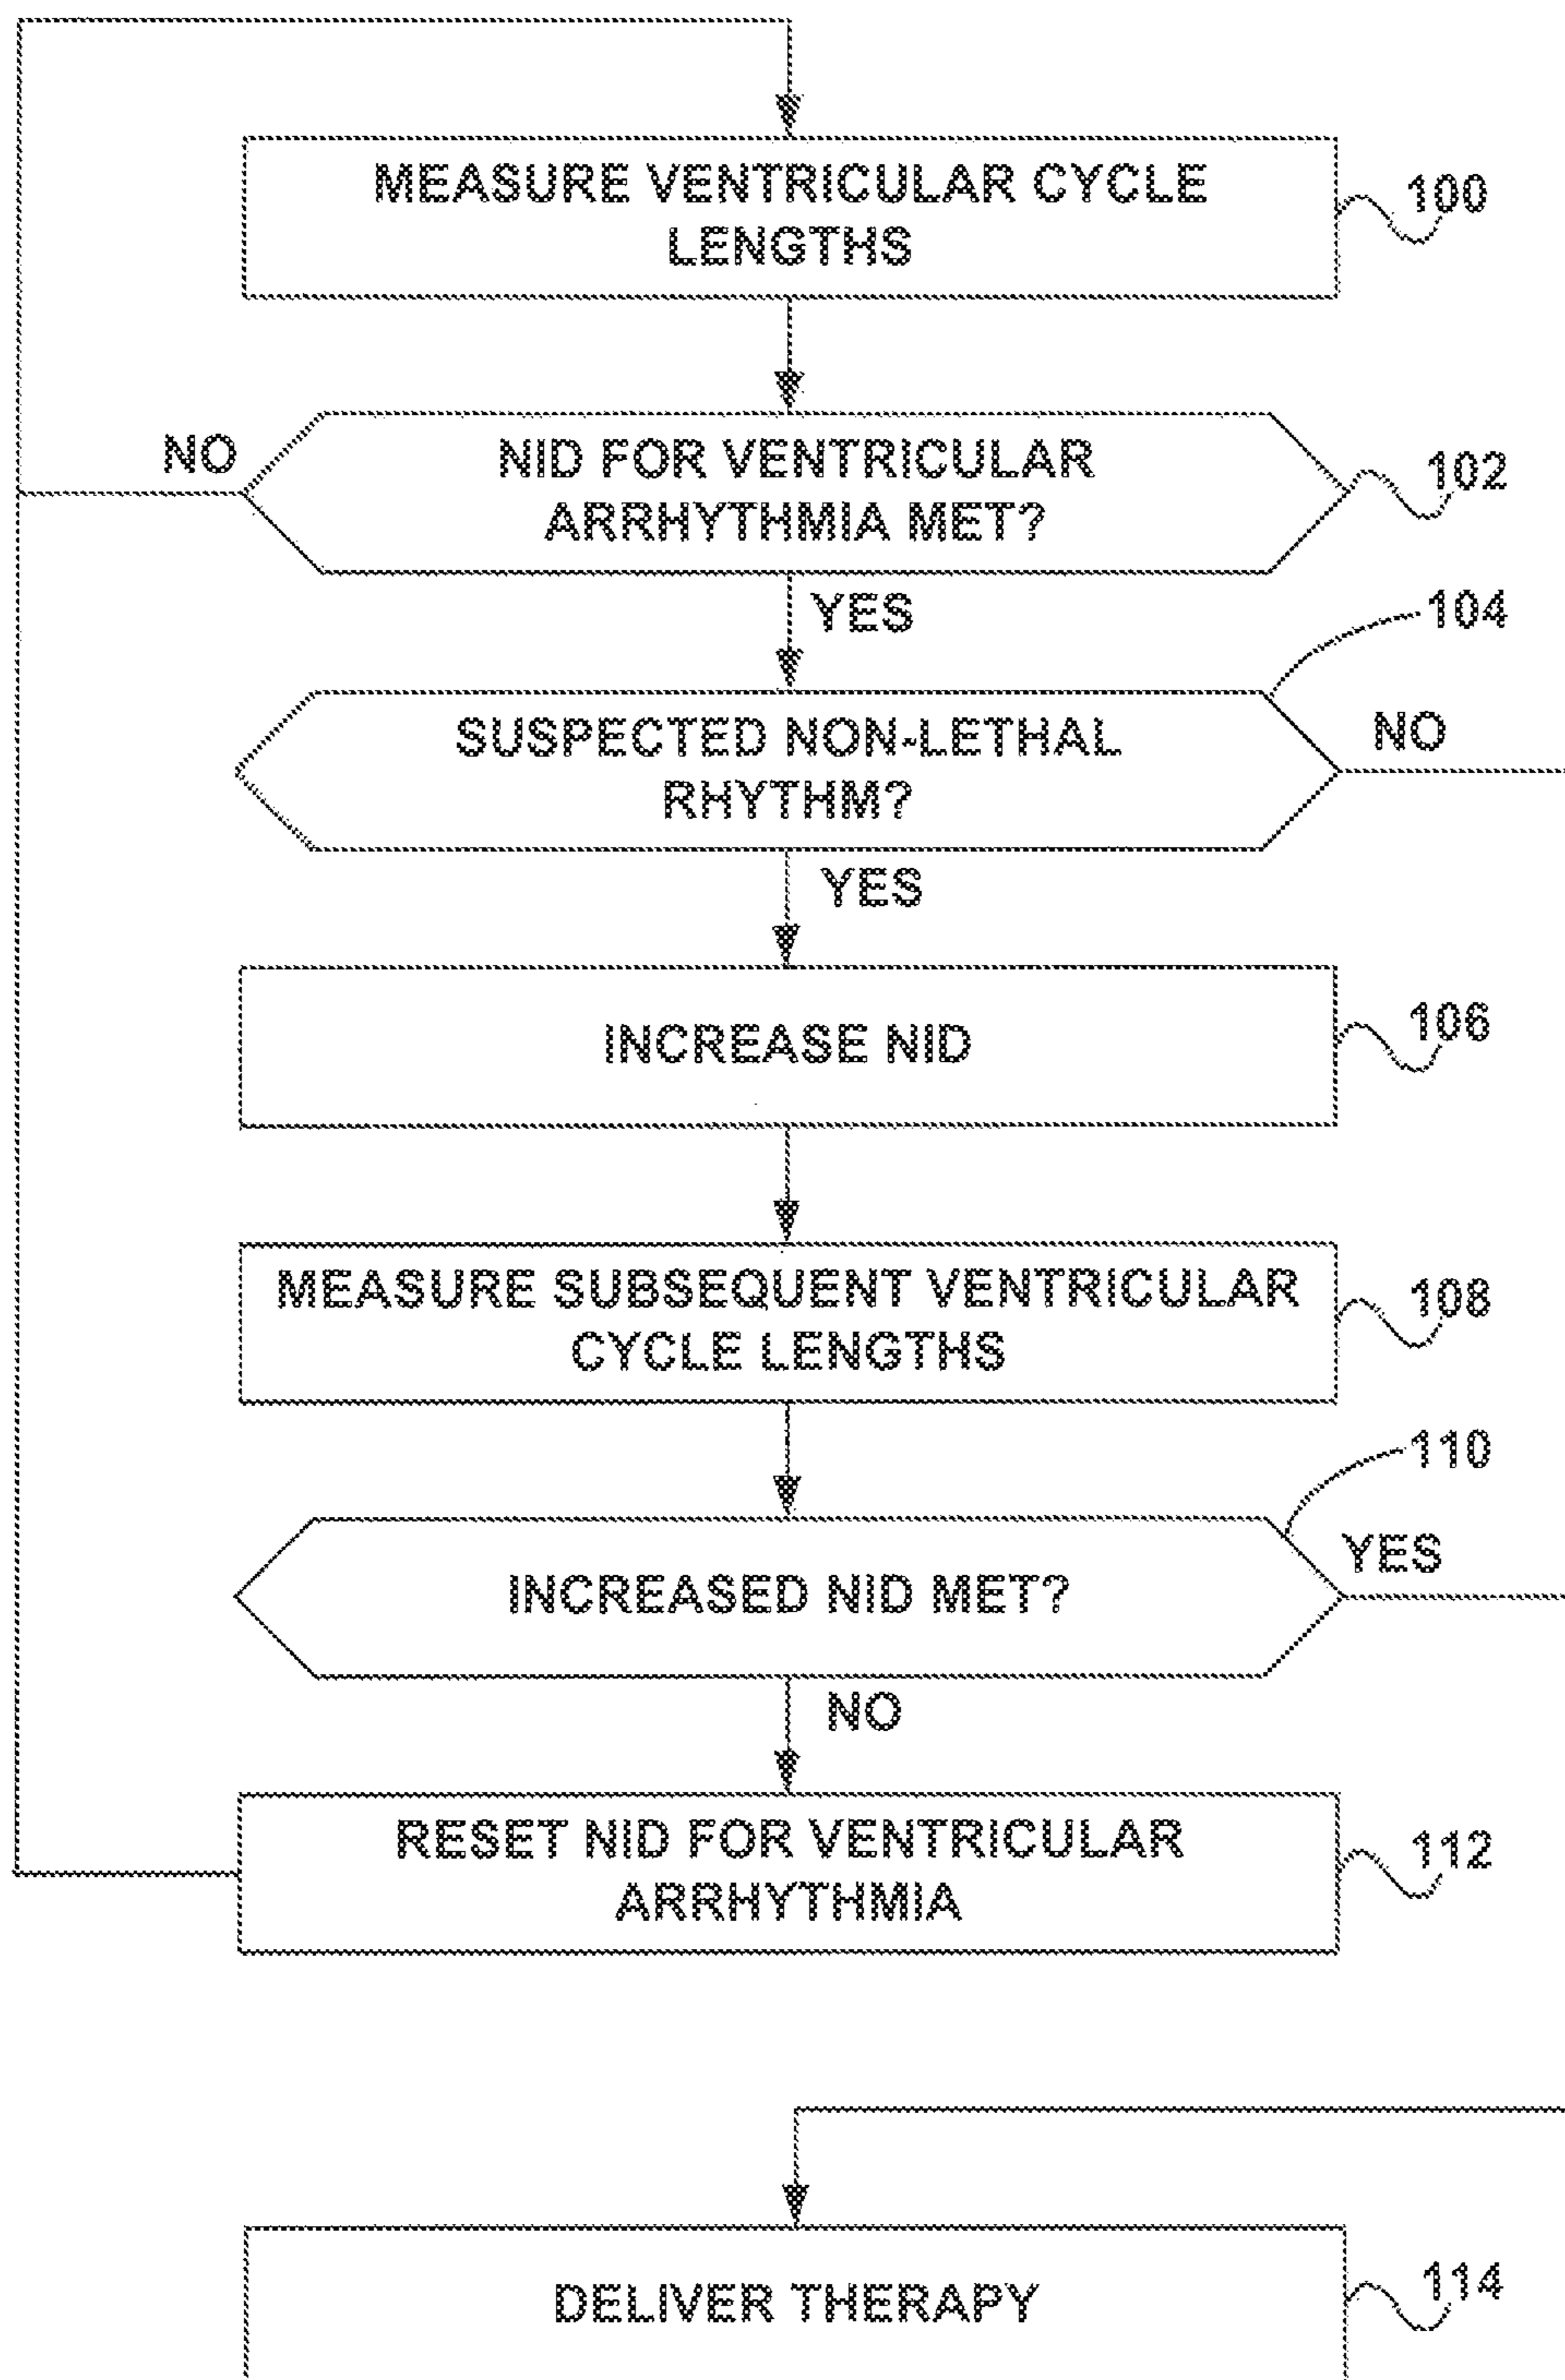 MEASURE VENTRICULAR CYCLE
LENGTHS
100
NO
NID FOR VENTRICULAR
ARRHYTHMIA MET?
102
YES
104
SUSPECTED NON-LETHAL
RHYTHM?
NO
YES
INCREASE NID
106
MEASURE SUBSEQUENT VENTRICULAR
CYCLE LENGTHS
108
110
INCREASED NID MET?
YES
NO
RESET NID FOR VENTRICULAR
ARRHYTHMIA
112
DELIVER THERAPY
114